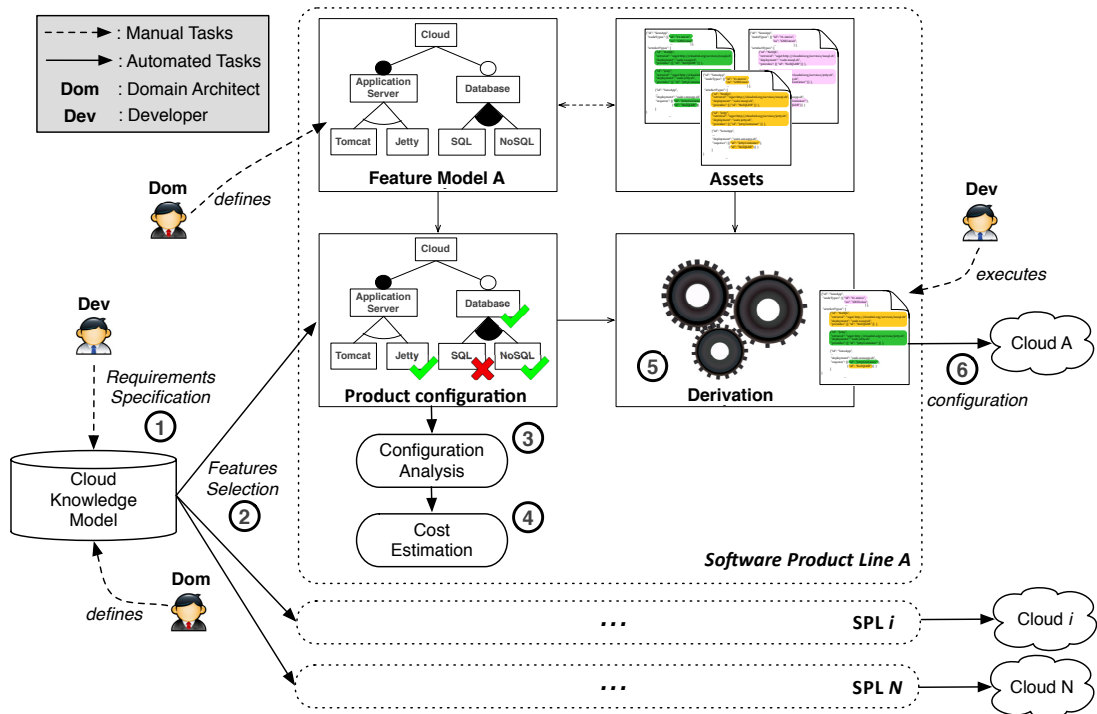 : Manual Tasks
: Automated Tasks
Dom : Domain Architect
Dev : Developer
Cloud
Application
Server
Database
Tomcat
Jetty
SQL
NoSQL
Feature Model A
Assets
Dom
defines
Dev
executes
Cloud
Application
Server
Database
Tomcat
Jetty
SQL
NoSQL
Product configuration
5
Derivation
6
configuration
Cloud A
Dev
Requirements
Specification
1
Cloud
Knowledge
Model
Features
Selection
2
3
Configuration
Analysis
4
Cost
Estimation
Software Product Line A
Dom
defines
...
SPL i
Cloud i
...
SPL N
Cloud N